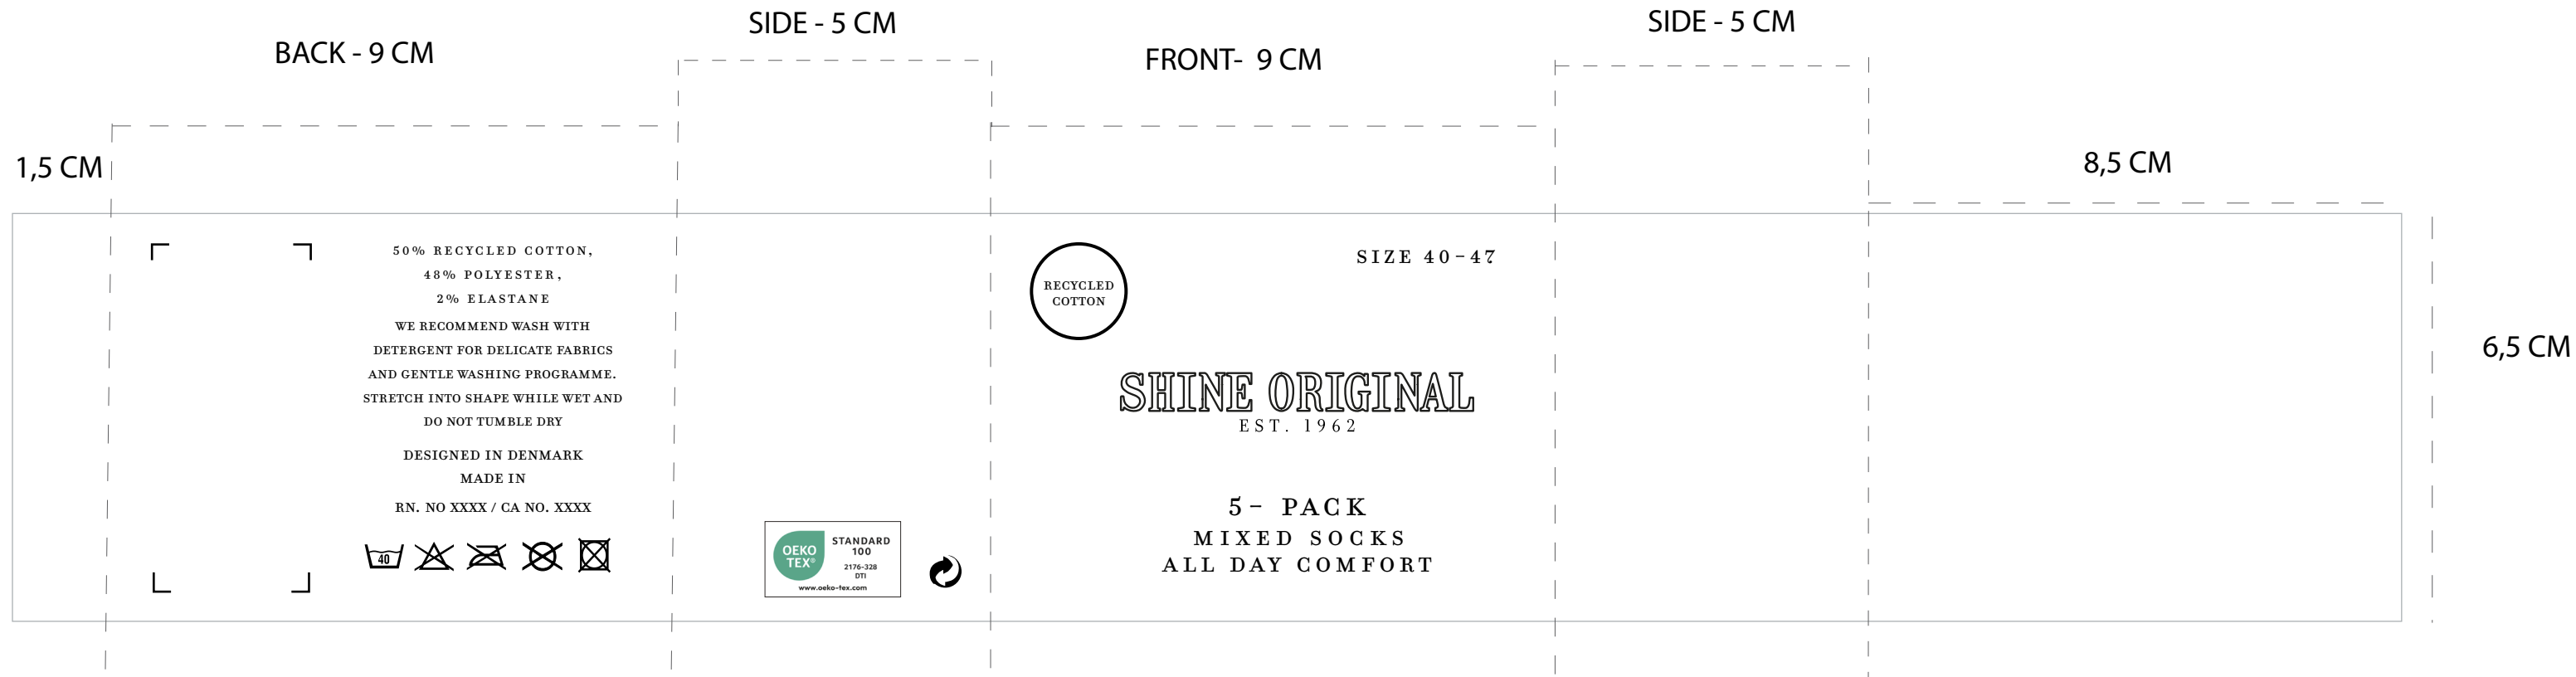 SIDE - 5 CM
SIDE - 5 CM
BACK - 9 CM
FRONT-  9 CM
1,5 CM
8,5 CM
6,5 CM
50% RECYCLED COTTON,
48% POLYESTER,
2% ELASTANE
WE RECOMMEND WASH WITH
DETERGENT FOR DELICATE FABRICS
AND GENTLE WASHING PROGRAMME.
STRETCH INTO SHAPE WHILE WET AND
DO NOT TUMBLE DRY
DESIGNED IN DENMARK
MADE IN
RN. NO XXXX / CA NO. XXXX
40
OEKO
TEX®
STANDARD
100
2176-328
DTI
www.oeko-tex.com
RECYCLED
COTTON
SIZE 40-47
SHINE ORIGINAL
EST. 1962
5- PACK
MIXED SOCKS
ALL DAY COMFORT